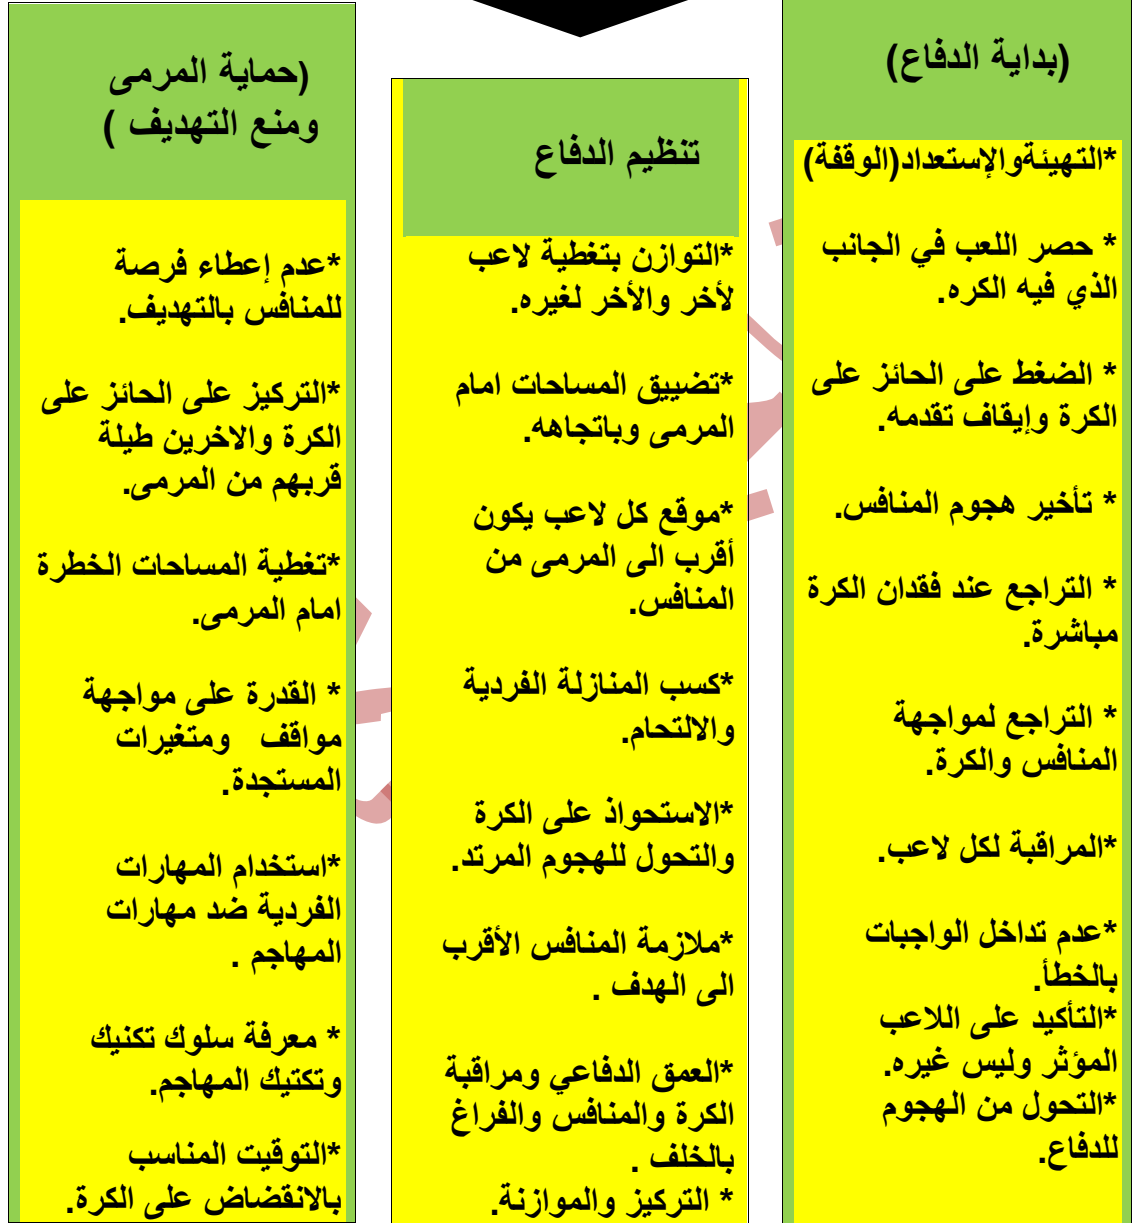 (بداية الدفاع)
*التهيئةوالإستعداد(الوقفة)
* حصر اللعب في الجانب
الذي فيه الكره.
* الضغط على الحائز على
الكرة وإيقاف تقدمه.
* تأخير هجوم المنافس.
* التراجع عند فقدان الكرة
مباشرة.
* التراجع لمواجهة
المنافس والكرة.
*المراقبة لكل لاعب.
*عدم تداخل الواجبات
بالخطأ.
*التأكيد على اللاعب
المؤثر وليس غيره.
*التحول من الهجوم
للدفاع.
تنظيم الدفاع
*التوازن بتغطية لاعب
لأخر والأخر لغيره.
*تضييق المساحات امام
المرمى وباتجاهه.
*موقع كل لاعب يكون
أقرب الى المرمى من
المنافس.
*كسب المنازلة الفردية
والالتحام.
*الاستحواذ على الكرة
والتحول للهجوم المرتد.
*ملازمة المنافس الأقرب
الى الهدف .
*العمق الدفاعي ومراقبة
الكرة والمنافس والفراغ
بالخلف .
* التركيز والموازنة.
(حماية المرمى
ومنع التهديف )
*عدم إعطاء فرصة
للمنافس بالتهديف.
*التركيز على الحائز على
الكرة والاخرين طيلة
قربهم من المرمى.
*تغطية المساحات الخطرة
امام المرمى.
* القدرة على مواجهة
مواقف ومتغيرات
المستجدة.
*استخدام المهارات
الفردية ضد مهارات
المهاجم .
* معرفة سلوك تكنيك
وتكتيك المهاجم.
*التوقيت المناسب
بالانقضاض على الكرة.